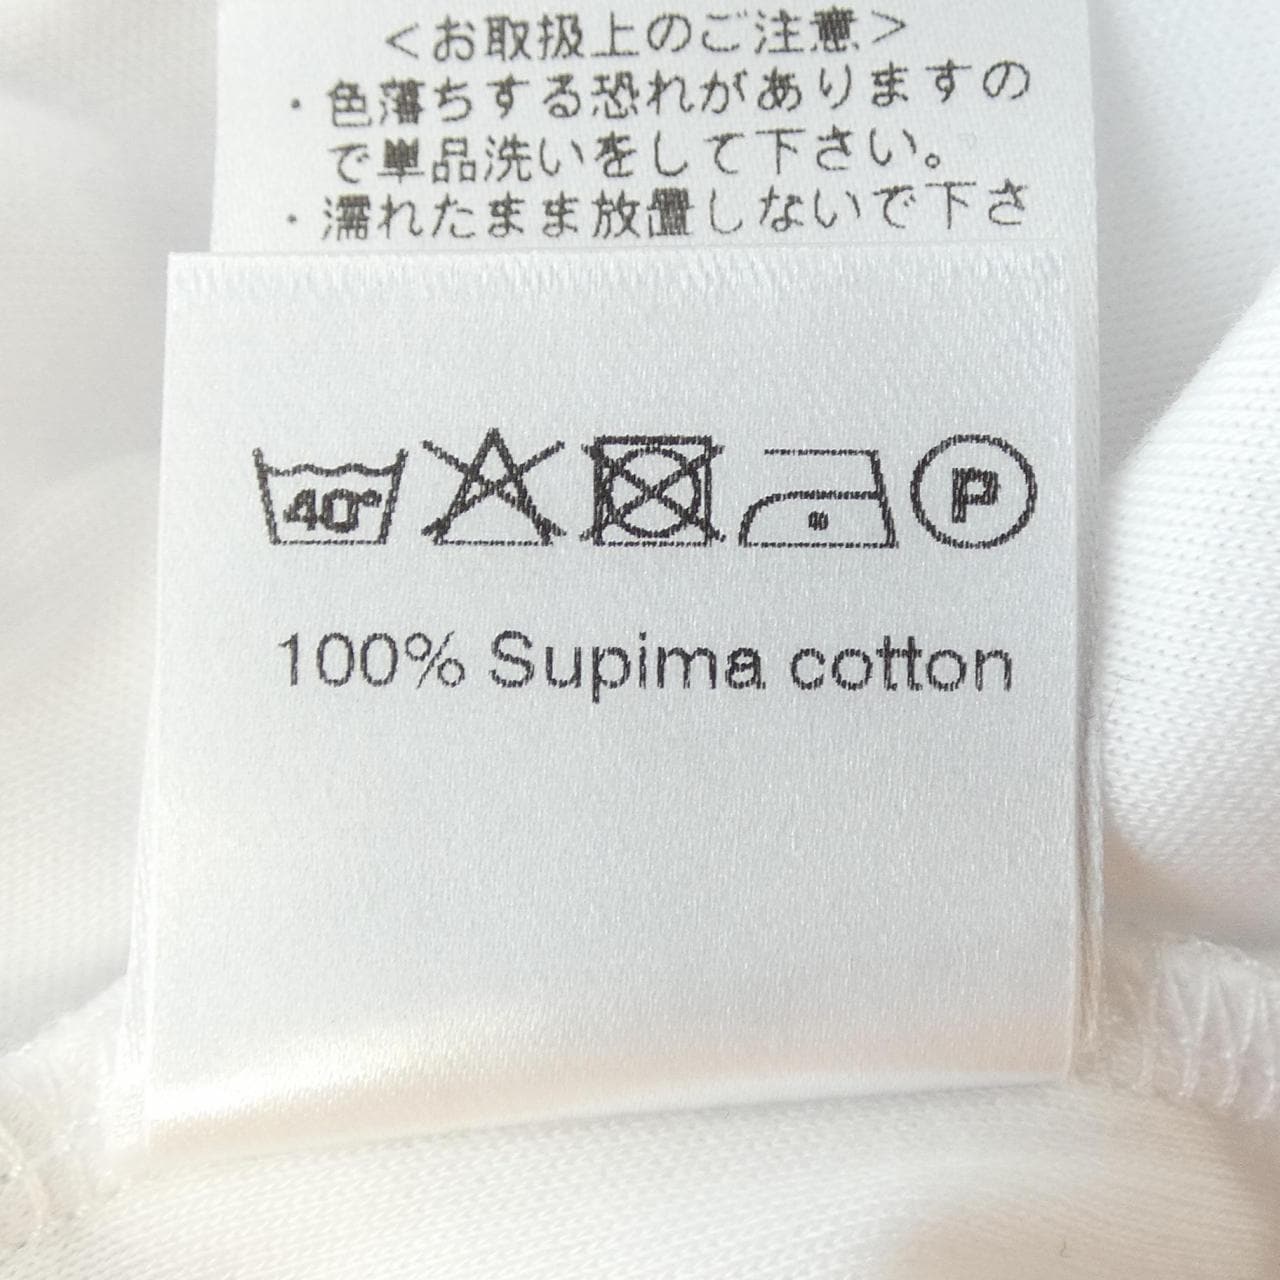 <お取扱上のご注意>
・色落ちする恐れがありますの
で単品洗いをして下さい。
・濡れたまま放置しないで下さ
40° P
100% Supima cotton